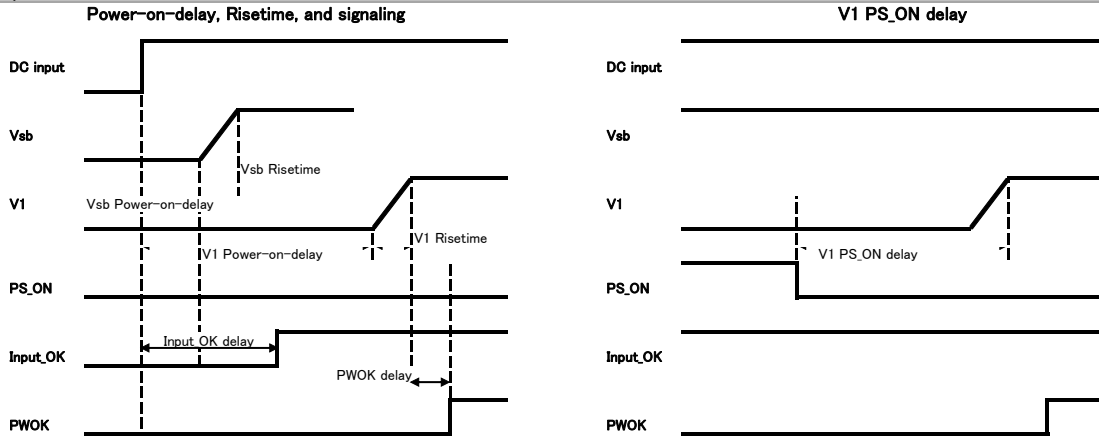 Power-on-delay, Risetime, and signaling
DC input
Vsb
Vsb Risetime
V1
Vsb Power-on-delay
V1 Risetime
V1 Power-on-delay
PS_ON
Input OK delay
Input_OK
PWOK delay
PWOK
V1 PS_ON delay
DC input
Vsb
V1
V1 PS_ON delay
PS_ON
Input_OK
PWOK